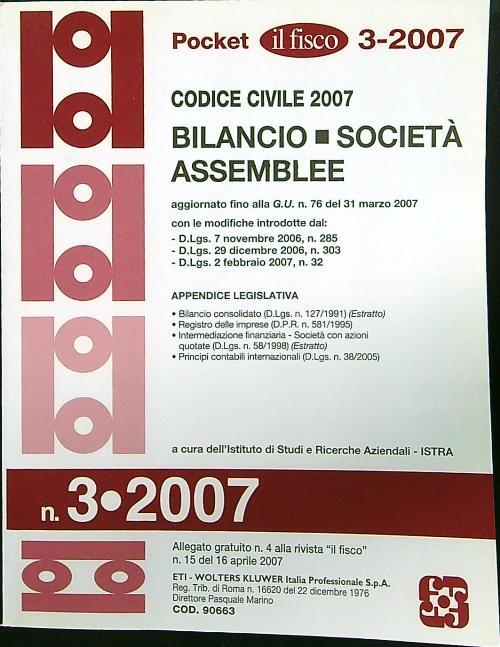 Pocket il fisco 3-2007
CODICE CIVILE 2007
BILANCIO ■ SOCIETÀ
ASSEMBLEE
aggiornato fino alla G.U. n. 76 del 31 marzo 2007
con le modifiche introdotte dal:
- D.Lgs. 7 novembre 2006, n. 285
- D.Lgs. 29 dicembre 2006, n. 303
- D.Lgs. 2 febbraio 2007, n. 32
APPENDICE LEGISLATIVA
• Bilancio consolidato (D.Lgs. n. 127/1991) (Estratto)
• Registro delle imprese (D.P.R. n. 581/1995)
• Intermediazione finanziaria - Società con azioni
quotate (D.Lgs. n. 58/1998) (Estratto)
• Principi contabili internazionali (D.Lgs. n. 38/2005)
a cura dell'Istituto di Studi e Ricerche Aziendali - ISTRA
n. 3•2007
Allegato gratuito n. 4 alla rivista "il fisco"
n. 15 del 16 aprile 2007
ETI - WOLTERS KLUWER Italia Professionale S.p.A.
Reg. Trib. di Roma n. 16620 del 22 dicembre 1976
Direttore Pasquale Marino
COD. 90663